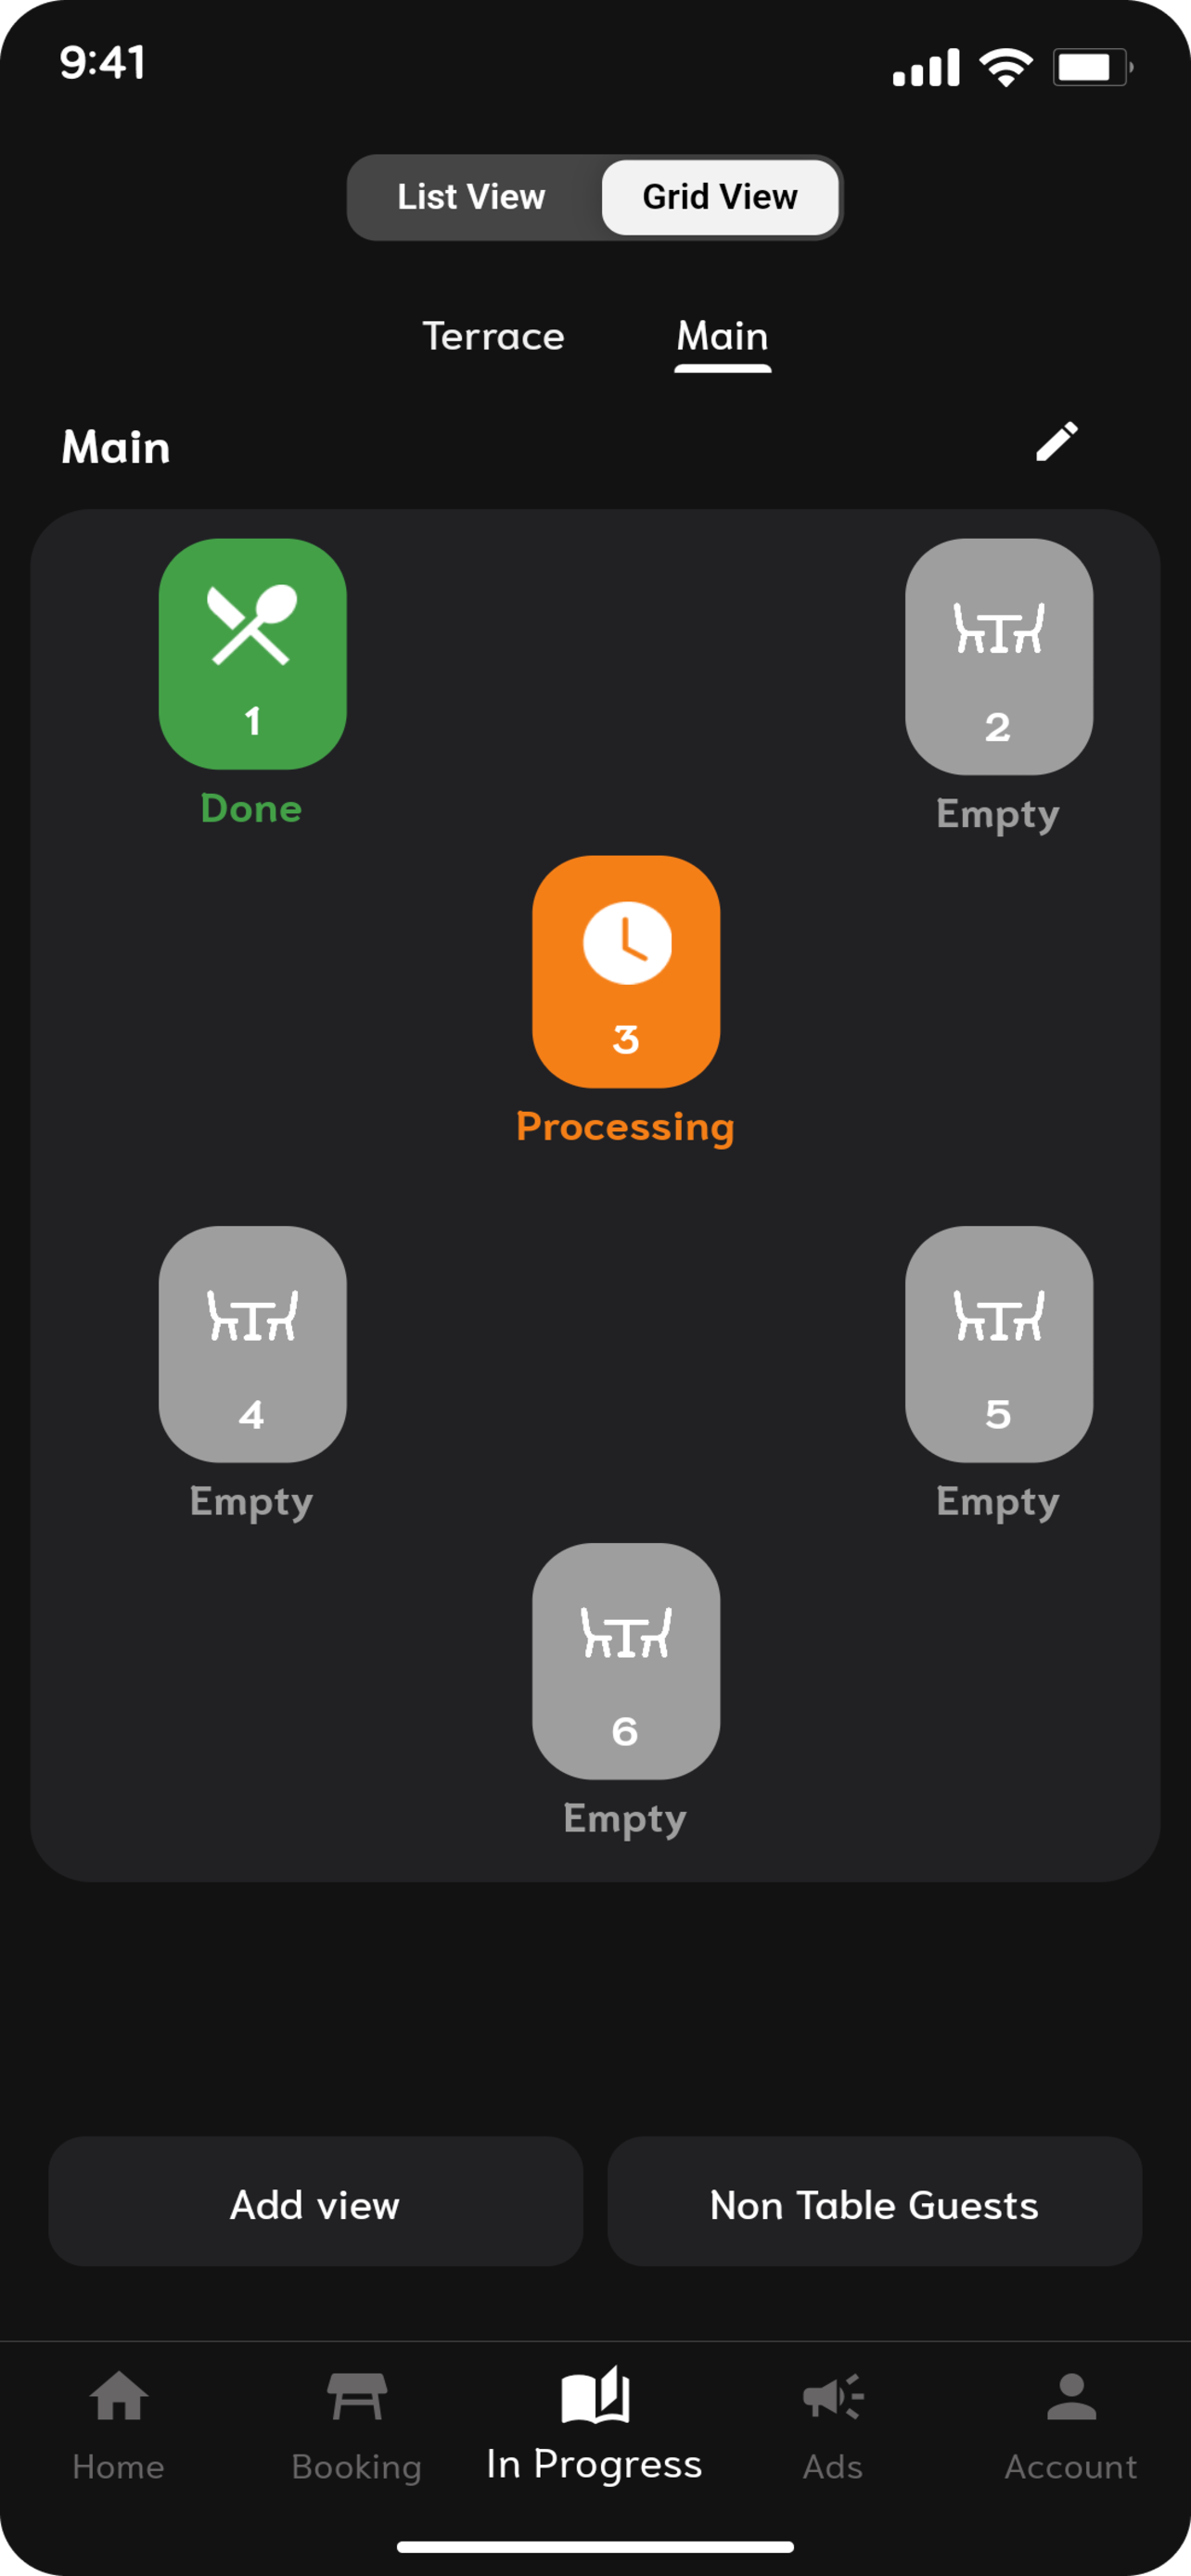 9:41
List View
Grid View
Terrace
Main
Main
1
Done
2
Empty
3
Processing
4
Empty
5
Empty
6
Empty
Add view
Non Table Guests
Home
Booking
In Progress
Ads
Account